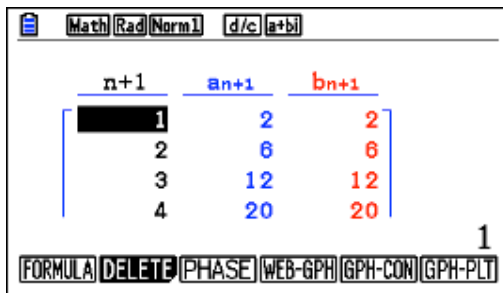 Math Rad Norm1 d/c a+bi
n+1 an+1 bn+1
1 2 2
2 6 6
3 12 12
4 20 20
1
FORMULA DELETE PHASE WEB-GPH GPH-CON GPH-PLT